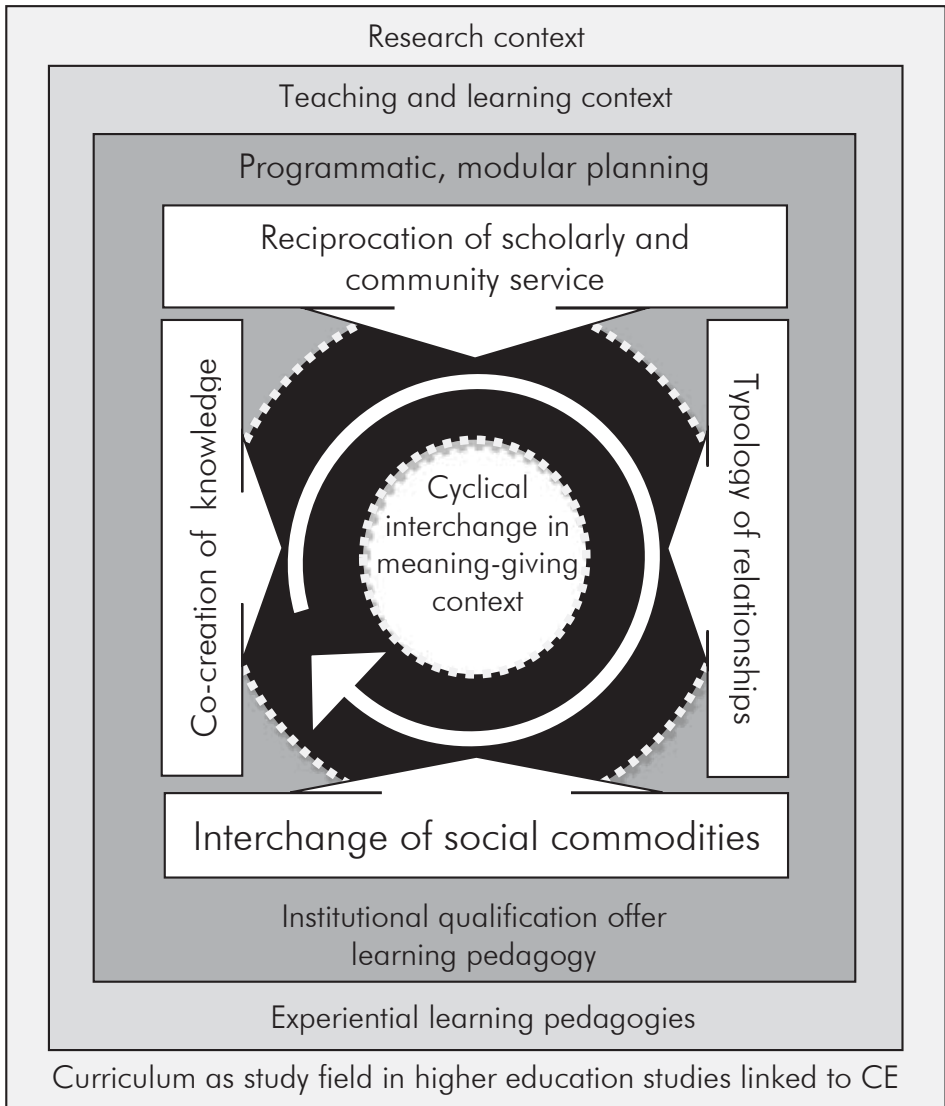 Research context
Teaching and learning context
Programmatic, modular planning
Reciprocation of scholarly and
community service
Co-creation of knowledge
Cyclical
interchange in
meaning-giving
context
Typology of relationships
Interchange of social commodities
Institutional qualification offer
learning pedagogy
Experiential learning pedagogies
Curriculum as study field in higher education studies linked to CE